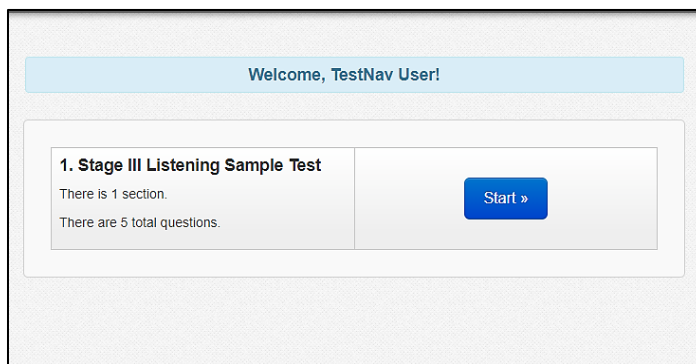 Welcome, TestNav User!
1. Stage III Listening Sample Test
There is 1 section.
There are 5 total questions.
Start »